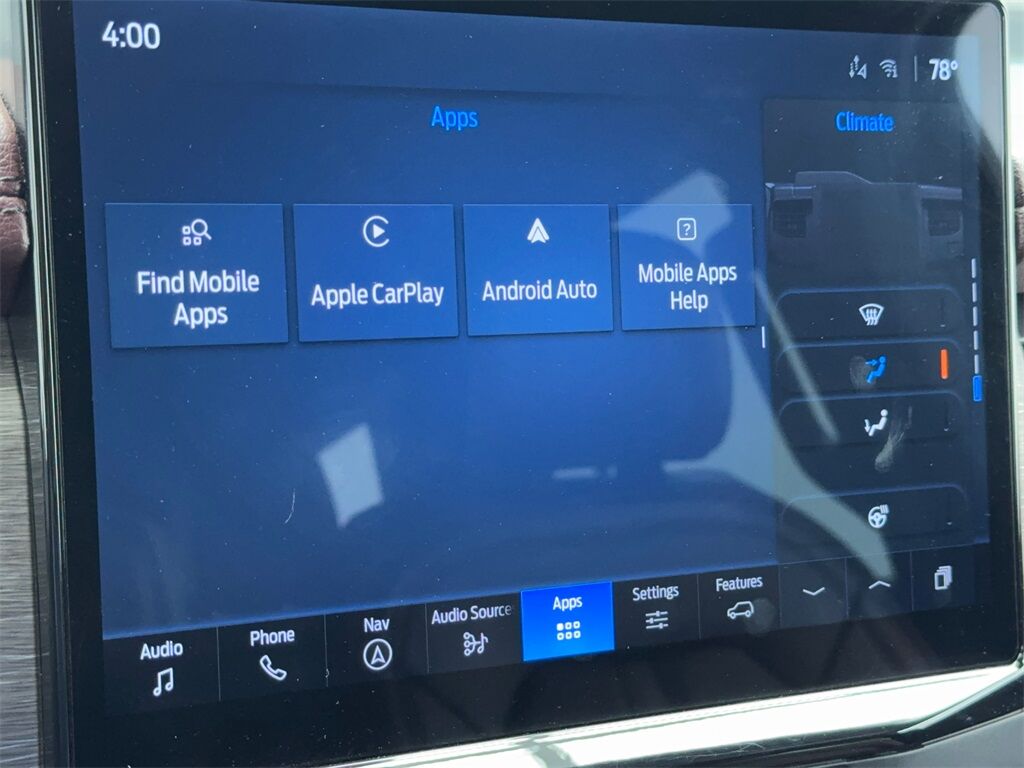 4:00
78°
Apps
Climate
Find Mobile
Apps
Apple CarPlay
Android Auto
Mobile Apps
Help
?
Audio
Phone
Nav
Audio Source
Apps
Settings
Features